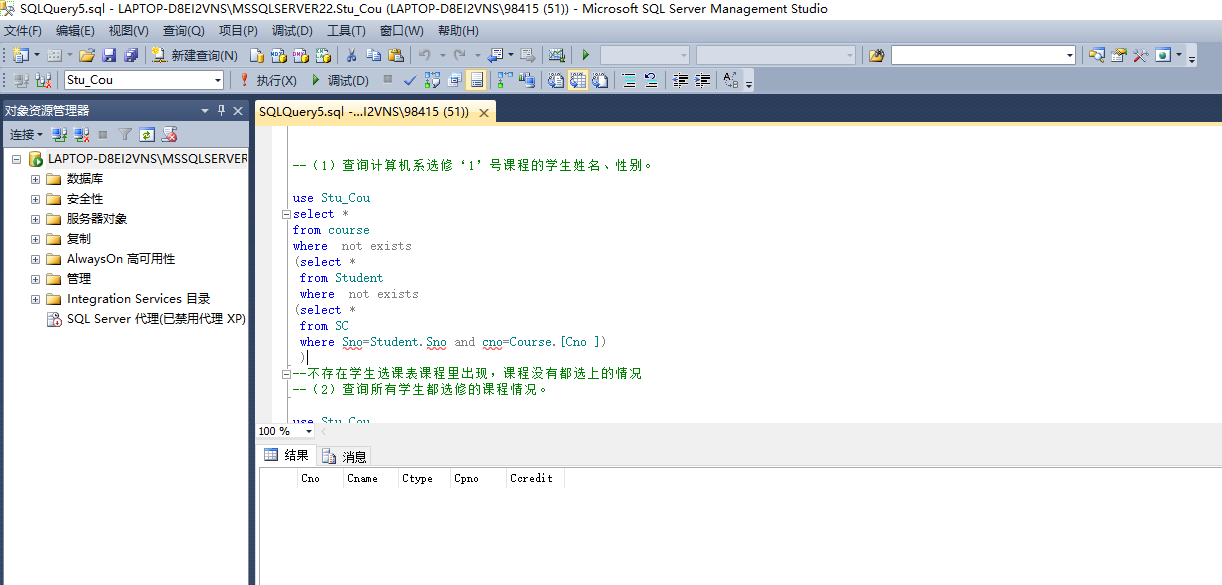 SQLQuery5.sql - LAPTOP-D8EI2VNS\MSSQLSERVER22.Stu_Cou (LAPTOP-D8EI2VNS\98415 (51)) - Microsoft SQL Server Management Studio
文件(F) 编辑(E) 视图(V) 查询(Q) 项目(P) 调试(D) 工具(T) 窗口(W) 帮助(H)
新建查询(N)
Stu_Cou 执行(X) 调试(D)
对象资源管理器
连接
LAPTOP-D8EI2VNS\MSSQLSERVER
数据库
安全性
服务器对象
复制
AlwaysOn 高可用性
管理
Integration Services 目录
SQL Server 代理(已禁用代理 XP)
SQLQuery5.sql -...I2VNS\98415 (51))
--（1）查询计算机系选修‘1’号课程的学生姓名、性别。
use Stu_Cou
select *
from course
where  not exists
(select *
from Student
where  not exists
(select *
from SC
where Sno=Student.Sno and cno=Course.[Cno ])
)
--不存在学生选课表课程里出现，课程没有都选上的情况
--（2）查询所有学生都选修的课程情况。
use Stu_Cou
100 %
结果 消息
Cno Cname Ctype Cpno Ccredit